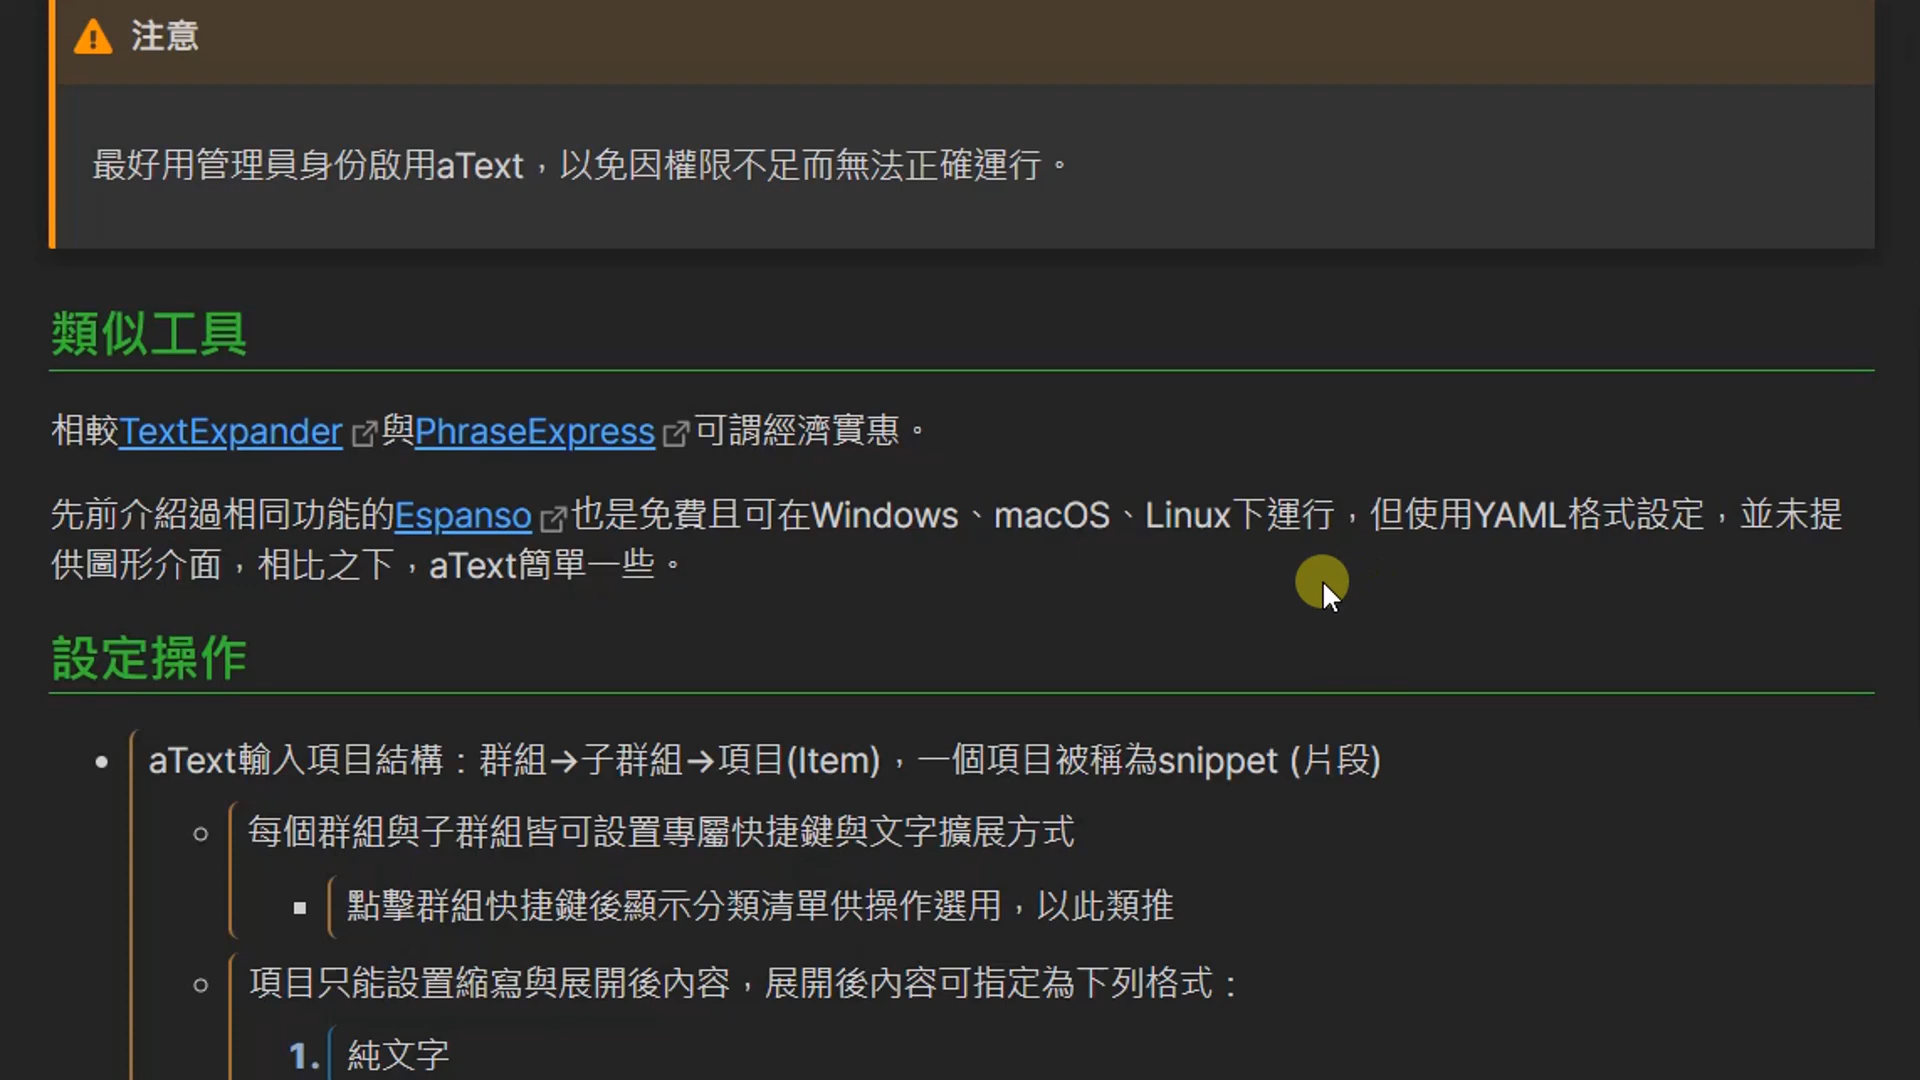 注意
最好用管理員身份啟用aText，以免因權限不足而無法正確運行。
類似工具
相較TextExpander與PhraseExpress可謂經濟實惠。
先前介紹過相同功能的Espanso也是免費且可在Windows、macOS、Linux下運行，但使用YAML格式設定，並未提
供圖形介面，相比之下，aText簡單一些。
設定操作
aText輸入項目結構：群組→子群組→項目(Item)，一個項目被稱為snippet (片段)
每個群組與子群組皆可設置專屬快捷鍵與文字擴展方式
點擊群組快捷鍵後顯示分類清單供操作選用，以此類推
項目只能設置縮寫與展開後內容，展開後內容可指定為下列格式：
1. 純文字